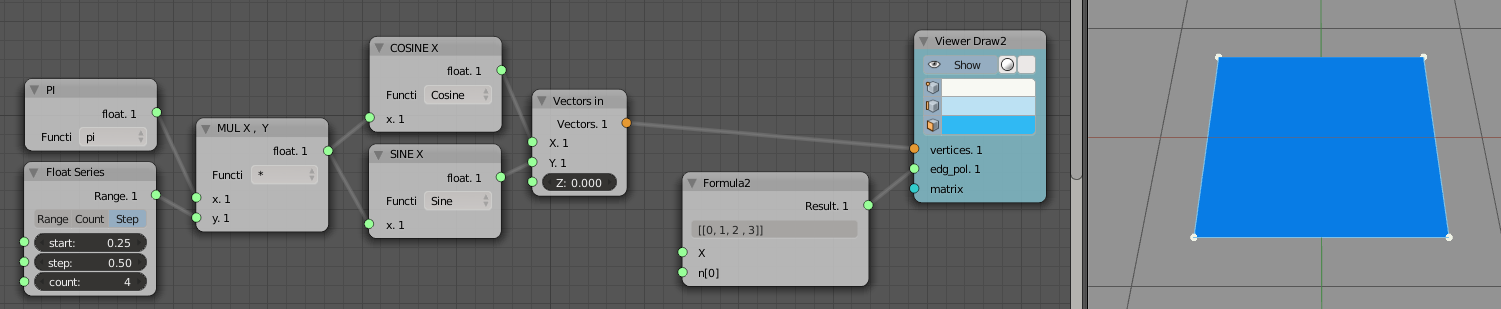 PI
float. 1
Functi pi
Float Series
Range. 1
Range Count Step
start: 0.25
step: 0.50
count: 4
MUL X , Y
float. 1
Functi *
x. 1
y. 1
COSINE X
float. 1
Functi Cosine
x. 1
SINE X
float. 1
Functi Sine
x. 1
Vectors in
Vectors. 1
X. 1
Y. 1
Z: 0.000
Formula2
Result. 1
[[0, 1, 2 , 3]]
X
n[0]
Viewer Draw2
Show
vertices. 1
edg_pol. 1
matrix